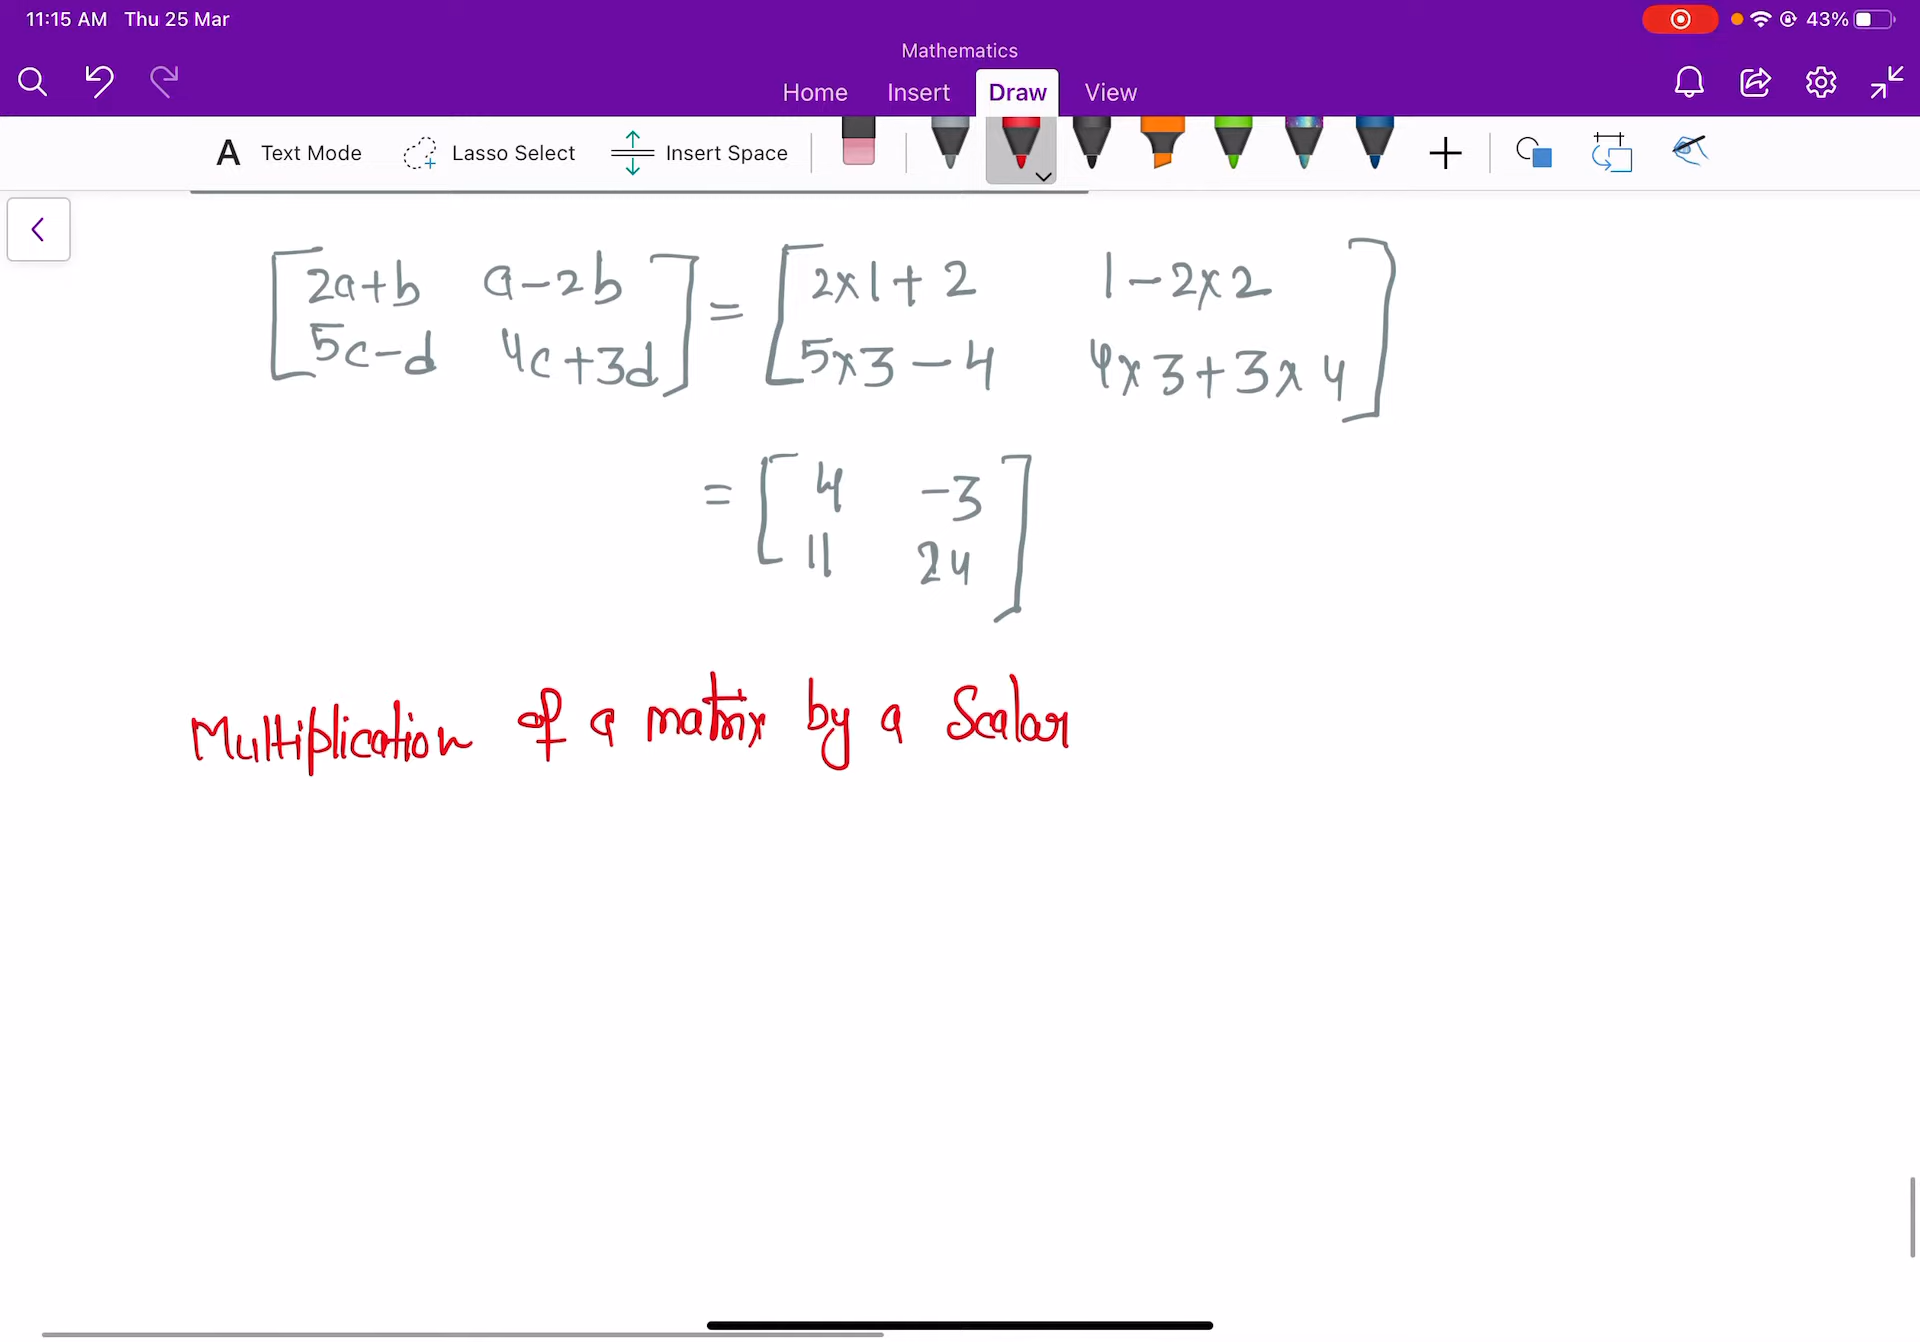 11:15 AM Thu 25 Mar 43%
Mathematics
Home Insert Draw View
A Text Mode Lasso Select Insert Space
[2a+b a-2b] = [2x1+2 1-2x2]
[5c-d 4c+3d] [5x3-4 4x3+3x4]
= [4 -3]
[11 24]
Multiplication of a matrix by a Scalar